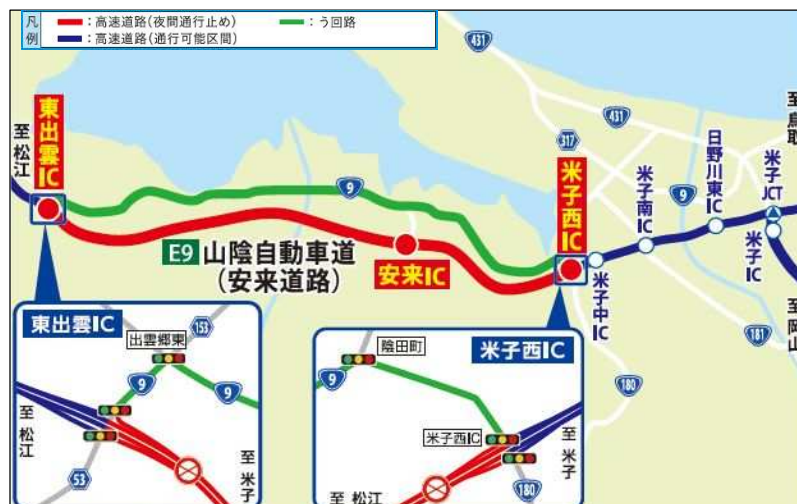 凡例
:高速道路(夜間通行止め)
:う回路
:高速道路(通行可能区間)
431
431
317
9
9
181
180
至 松江
東出雲IC
E9 山陰自動車道
(安来道路)
安来IC
米子西IC
米子中IC
米子南IC
日野川東IC
米子JCT
米子IC
至 鳥取
至 岡山
東出雲IC
出雲郷東
153
9
9
53
至 松江
至 米子
米子西IC
陰田町
9
米子西IC
180
至 松江
至 米子